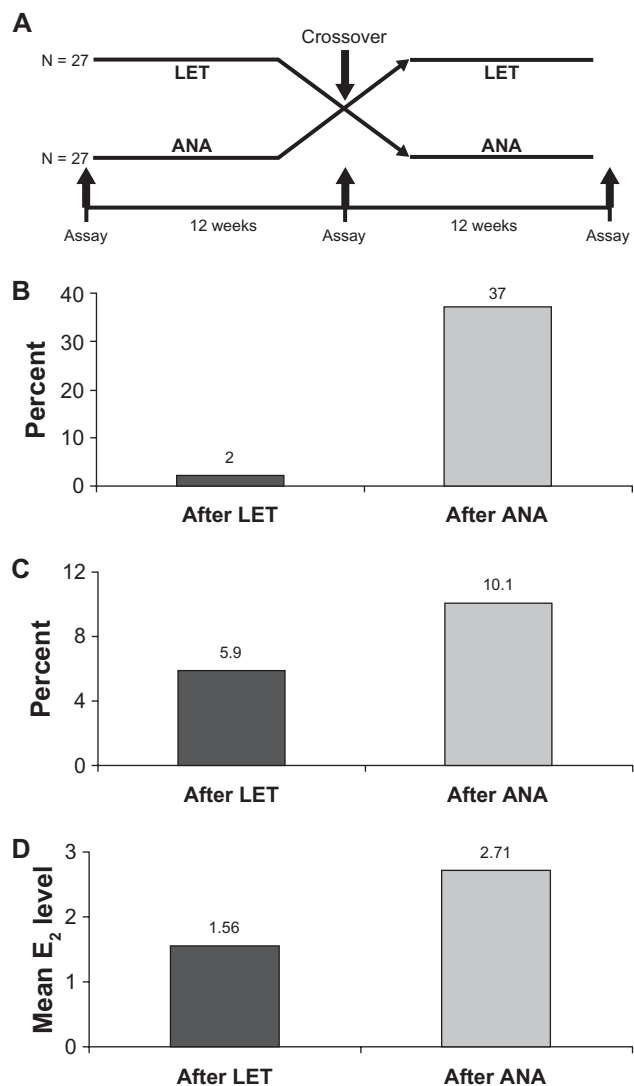 A
Crossover
N = 27
LET
LET
N = 27
ANA
ANA
12 weeks
12 weeks
Assay
Assay
Assay
B
Percent
40
30
20
10
0
2
37
After LET
After ANA
C
Percent
12
8
4
0
5.9
10.1
After LET
After ANA
D
Mean E₂ level
3
2
1
0
1.56
2.71
After LET
After ANA